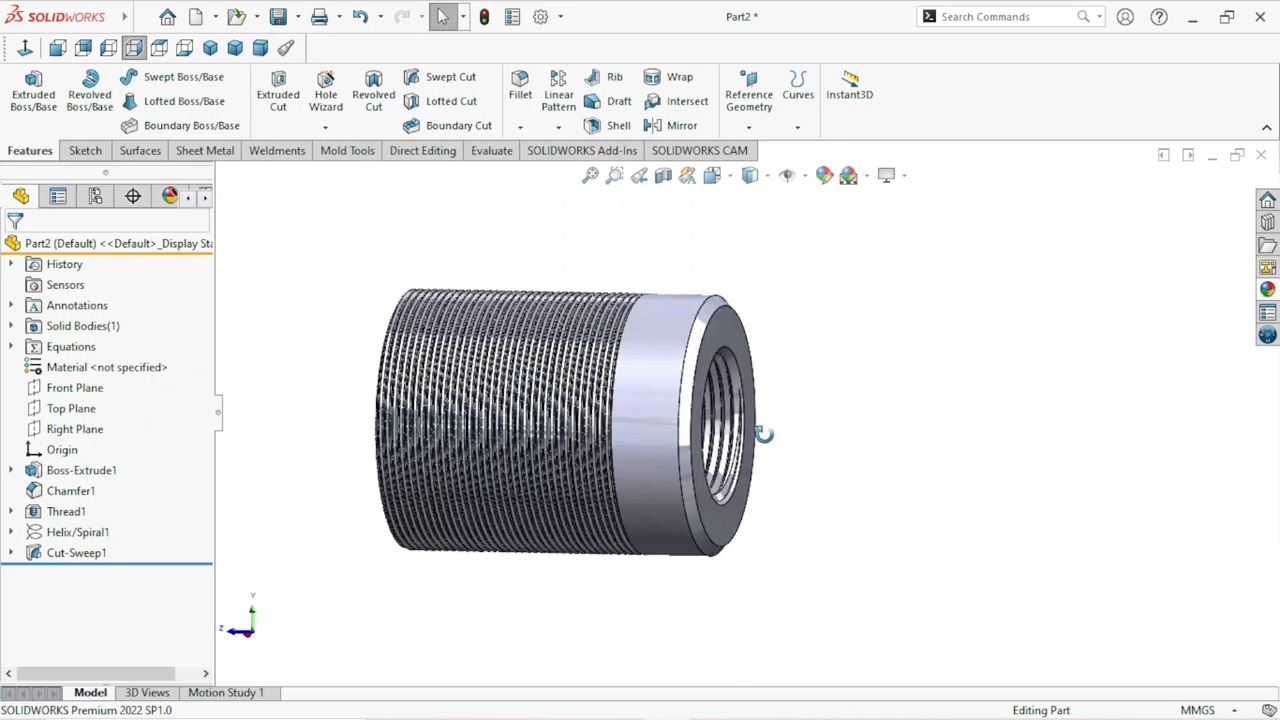 SOLIDWORKS
Part2 *
Search Commands
Extruded Boss/Base
Revolved Boss/Base
Swept Boss/Base
Lofted Boss/Base
Boundary Boss/Base
Extruded Cut
Hole Wizard
Revolved Cut
Swept Cut
Lofted Cut
Boundary Cut
Fillet
Linear Pattern
Rib
Draft
Shell
Wrap
Intersect
Mirror
Reference Geometry
Curves
Instant3D
Features
Sketch
Surfaces
Sheet Metal
Weldments
Mold Tools
Direct Editing
Evaluate
SOLIDWORKS Add-Ins
SOLIDWORKS CAM
Part2 (Default) <<Default>_Display Sta
History
Sensors
Annotations
Solid Bodies(1)
Equations
Material <not specified>
Front Plane
Top Plane
Right Plane
Origin
Boss-Extrude1
Chamfer1
Thread1
Helix/Spiral1
Cut-Sweep1
Y
Z
Model
3D Views
Motion Study 1
SOLIDWORKS Premium 2022 SP1.0
Editing Part
MMGS